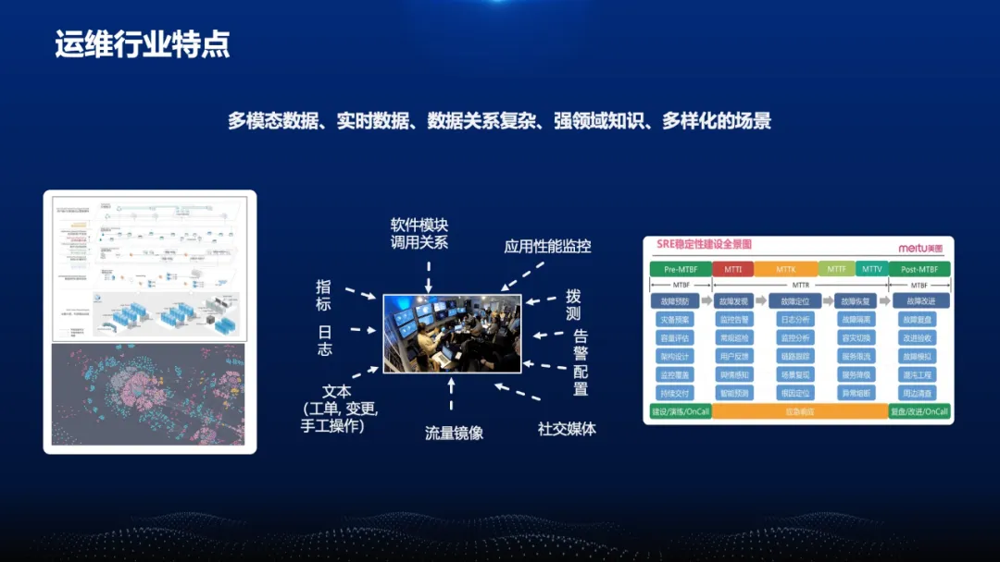 运维行业特点
多模态数据、实时数据、数据关系复杂、强领域知识、多样化的场景
软件模块
调用关系
应用性能监控
指标
日志
文本
（工单, 变更,
手工操作）
流量镜像
社交媒体
拨测
告警
配置
SRE稳定性建设全景图
meitu美图
Pre-MTBF MTTI MTTK MTTF MTTV Post-MTBF
MTBF MTTR MTBF
故障预防 故障发现 故障定位 故障恢复 故障改进
灾备预案 监控告警 日志分析 故障隔离 故障复盘
容量评估 常规巡检 监控分析 容灾切换 改进验收
架构设计 用户反馈 链路跟踪 服务限流 故障模拟
监控覆盖 舆情感知 场景复现 服务降级 混沌工程
持续交付 智能预测 根因定位 异常熔断 周边清查
建设/演练/OnCall 应急响应 复盘/改进/OnCall